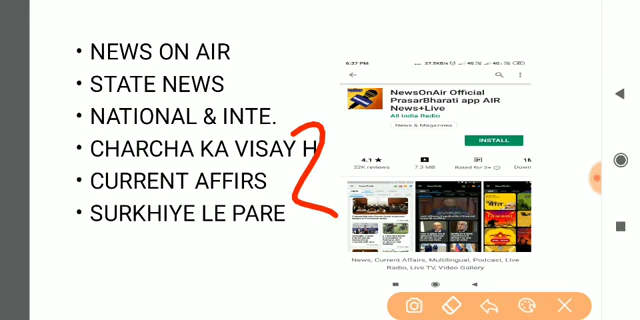 NEWS ON AIR
STATE NEWS
NATIONAL & INTE.
CHARCHA KA VISAY H
CURRENT AFFIRS
SURKHIYE LE PARE
6:37 PM
NewsOnAir Official
PrasarBharati app AIR
News+Live
All India Radio
News & Magazines
INSTALL
4.1★
22K reviews
7.3 MB
Rated for 3+
1M
Down
News, Current Affairs, Multilingual, Podcast, Live
Radio, Live TV, Video Gallery